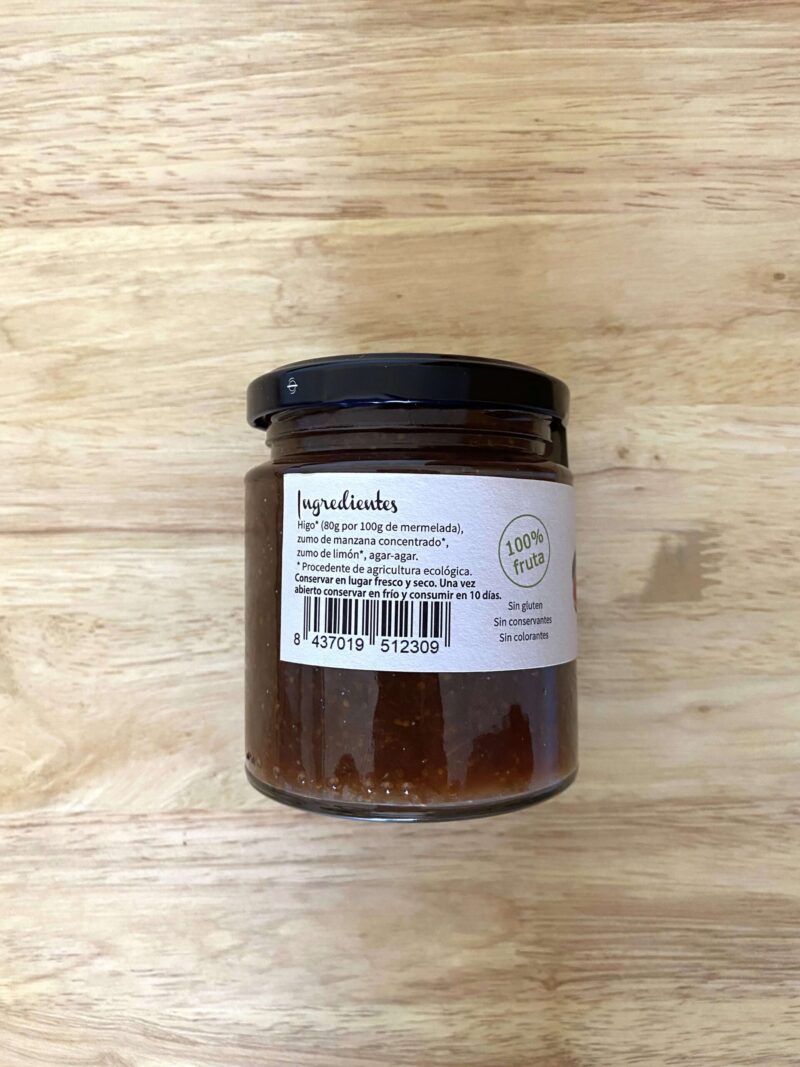 Ingredientes
Higo* (80g por 100g de mermelada),
zumo de manzana concentrado*,
zumo de limón*, agar-agar.
* Procedente de agricultura ecológica.
Conservar en lugar fresco y seco. Una vez
abierto conservar en frío y consumir en 10 días.
8 437019 512309
100%
fruta
Sin gluten
Sin conservantes
Sin colorantes